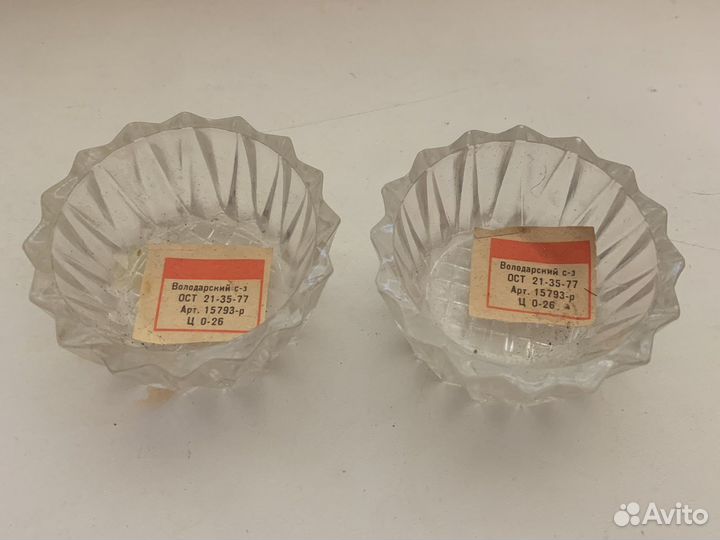 Володарский с-з
ОСТ 21-35-77
Арт. 15793-р
Ц 0-26
Володарский с-з
ОСТ 21-35-77
Арт. 15793-р
Ц 0-26
Avito